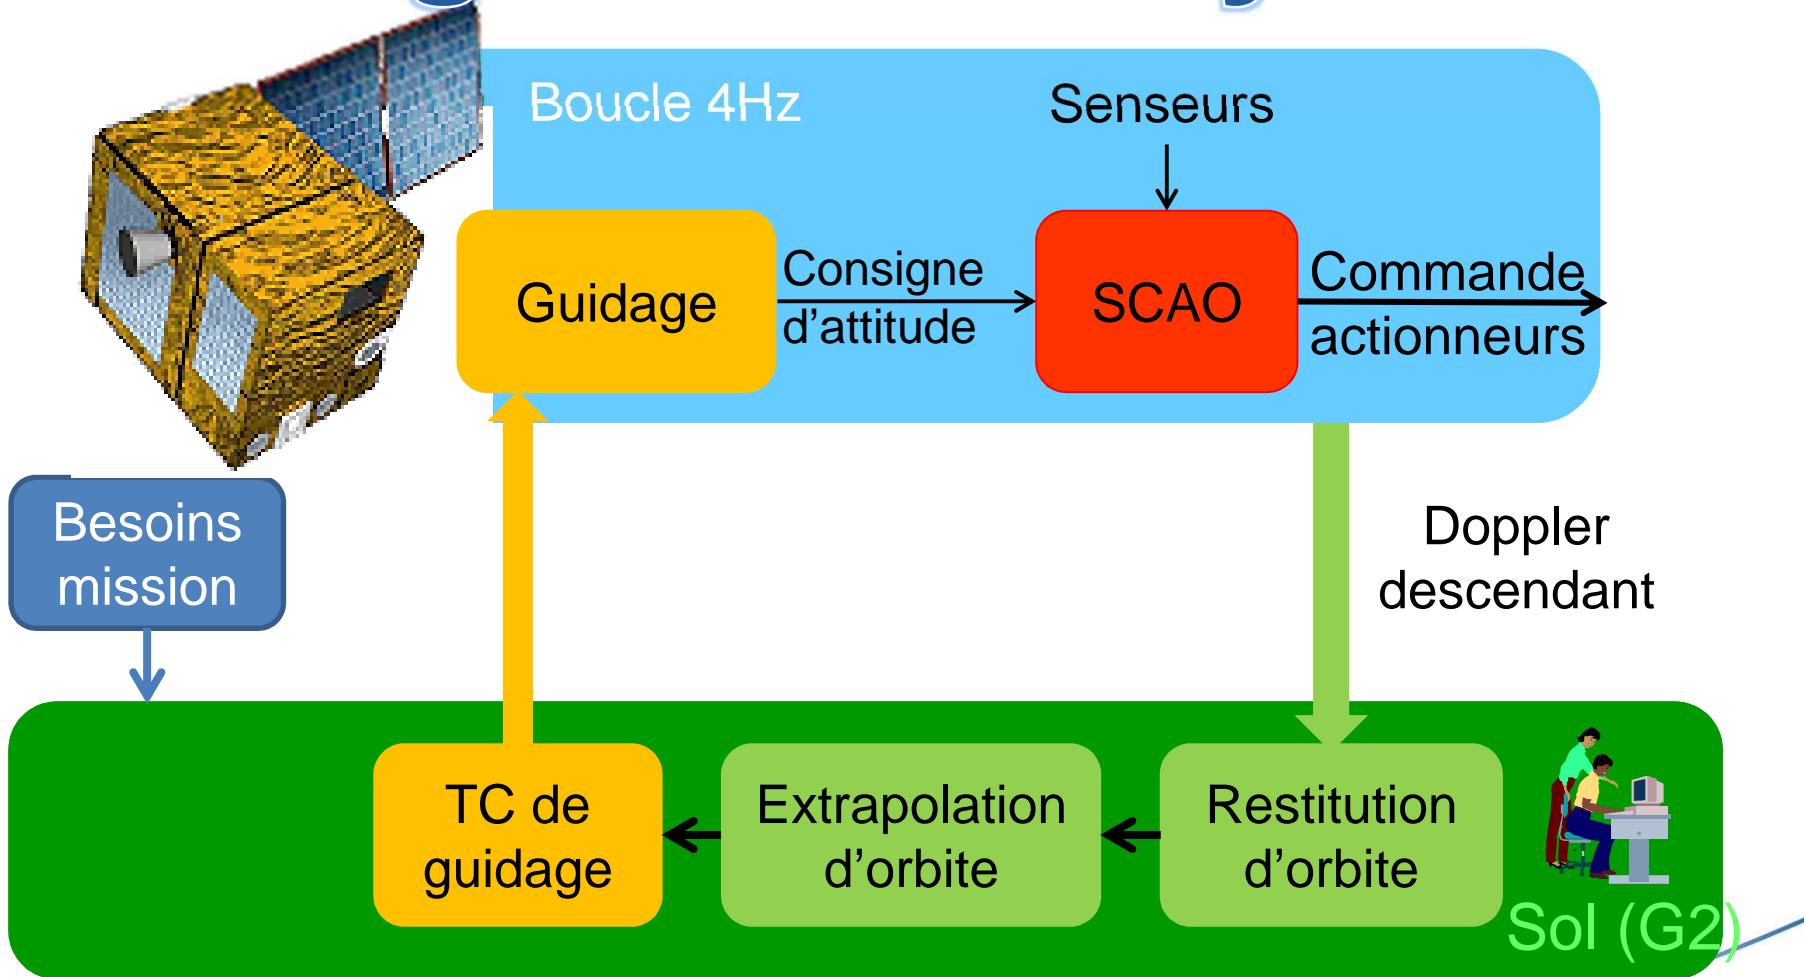 Boucle 4Hz
Senseurs
Guidage
Consigne
d’attitude
SCAO
Commande
actionneurs
Besoins
mission
Doppler
descendant
TC de
guidage
Extrapolation
d’orbite
Restitution
d’orbite
Sol (G2)